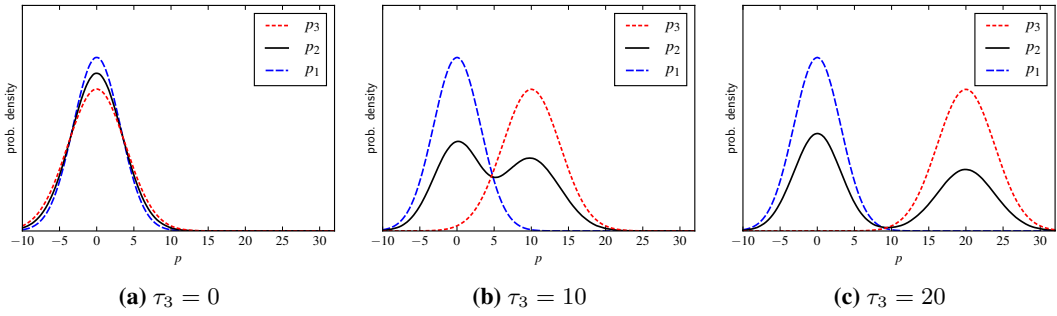 prob. density
p₃
p₂
p₁
−10 −5 0 5 10 15 20 25 30
p
(a) τ₃ = 0
prob. density
p₃
p₂
p₁
−10 −5 0 5 10 15 20 25 30
p
(b) τ₃ = 10
prob. density
p₃
p₂
p₁
−10 −5 0 5 10 15 20 25 30
p
(c) τ₃ = 20